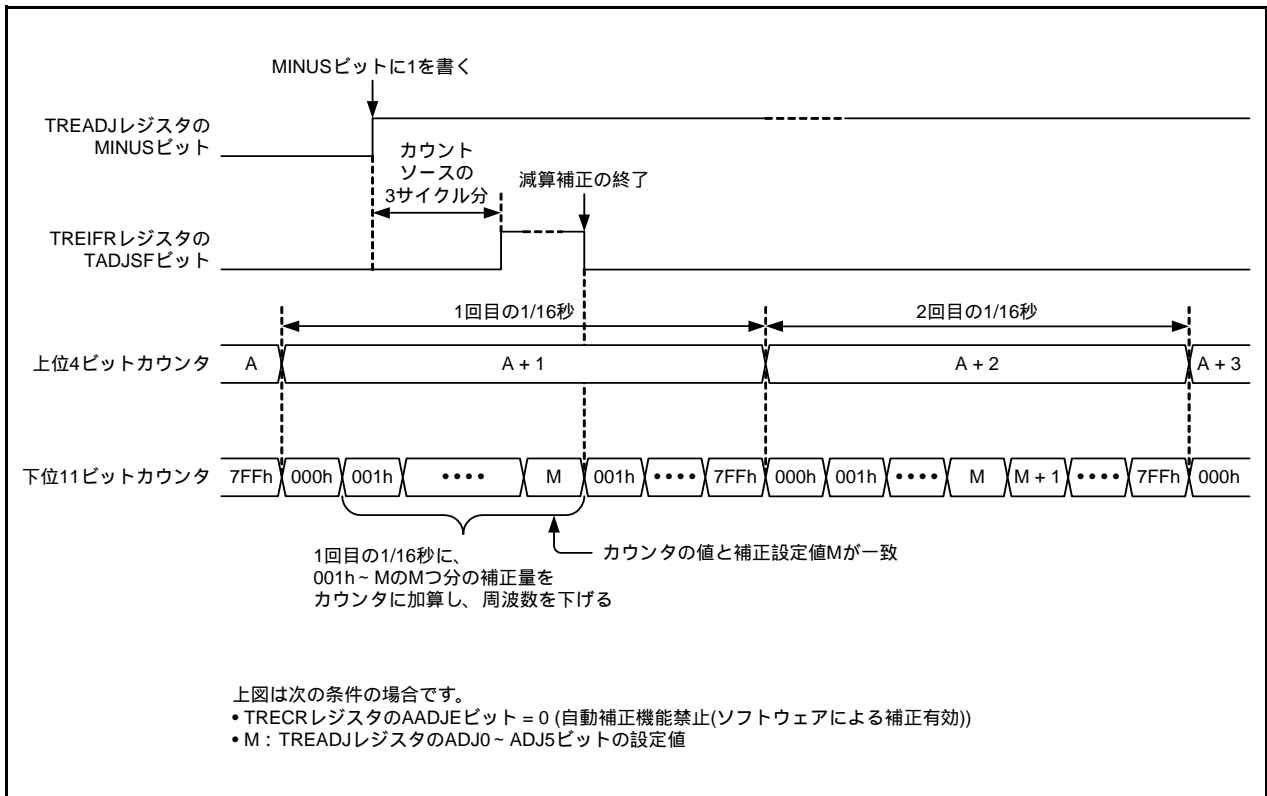 MINUSビットに1を書く
TREADJレジスタの
MINUSビット
カウント
ソースの
3サイクル分
減算補正の終了
TREIFRレジスタの
TADJSFビット
1回目の1/16秒
2回目の1/16秒
上位4ビットカウンタ
A
A + 1
A + 2
A + 3
下位11ビットカウンタ
7FFh 000h 001h •••• M 001h •••• 7FFh 000h 001h •••• M M + 1 •••• 7FFh 000h
カウンタの値と補正設定値Mが一致
1回目の1/16秒に、
001h ~ MのMつ分の補正量を
カウンタに加算し、周波数を下げる
上図は次の条件の場合です。
• TRECRレジスタのAADJEビット = 0 (自動補正機能禁止(ソフトウェアによる補正有効))
• M : TREADJレジスタのADJ0 ~ ADJ5ビットの設定値